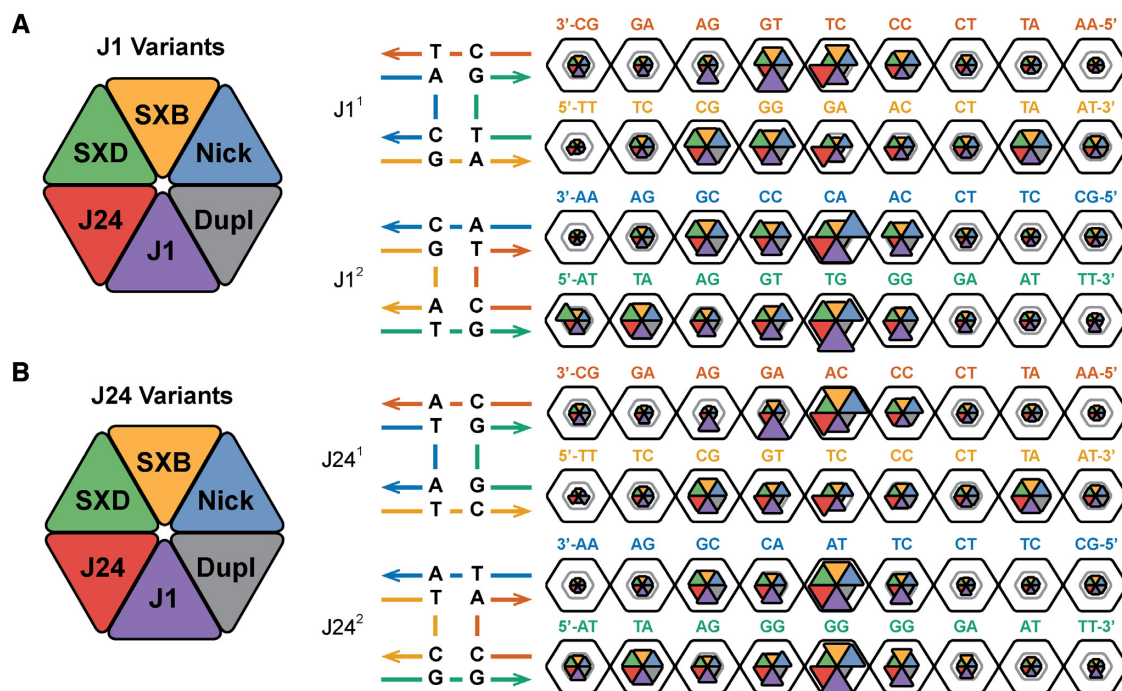 A
J1 Variants
SXB
SXD
Nick
J24
Dupl
J1
J1¹
T C
A G
C T
G A
3’-CG GA AG GT TC CC CT TA AA-5’
5’-TT TC CG GG GA AC CT TA AT-3’
J1²
C A
G T
A C
T G
3’-AA AG GC CC CA AC CT TC CG-5’
5’-AT TA AG GT TG GG GA AT TT-3’
B
J24 Variants
SXB
SXD
Nick
J24
Dupl
J1
J24¹
A C
T G
A G
T C
3’-CG GA AG GA AC CC CT TA AA-5’
5’-TT TC CG GT TC CC CT TA AT-3’
J24²
A T
T A
C C
G G
3’-AA AG GC CA AT TC CT TC CG-5’
5’-AT TA AG GG GG GG GA AT TT-3’